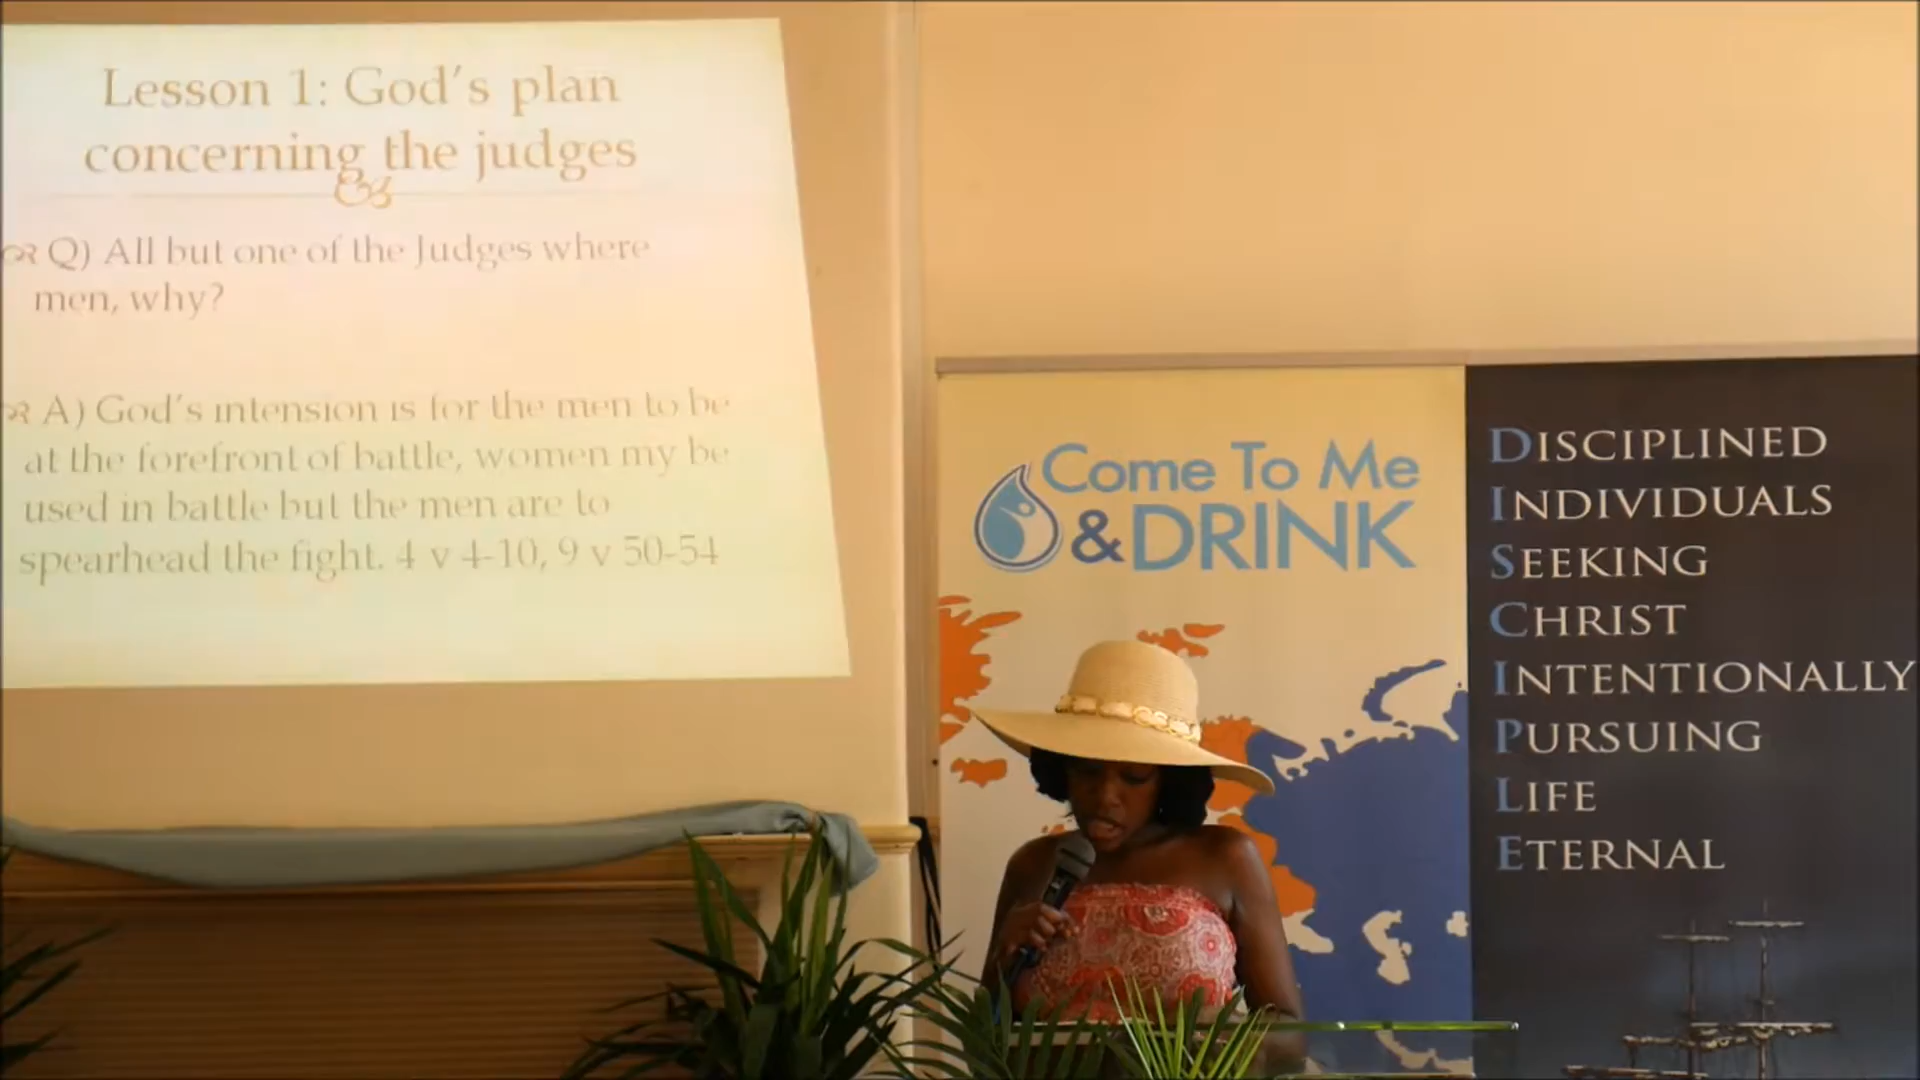 Lesson 1: God's plan
concerning the judges
Q) All but one of the Judges where
men, why?
A) God's intension is for the men to be
at the forefront of battle, women my be
used in battle but the men are to
spearhead the fight. 4 v 4-10, 9 v 50-54
Come To Me
& DRINK
DISCIPLINED
INDIVIDUALS
SEEKING
CHRIST
INTENTIONALLY
PURSUING
LIFE
ETERNAL